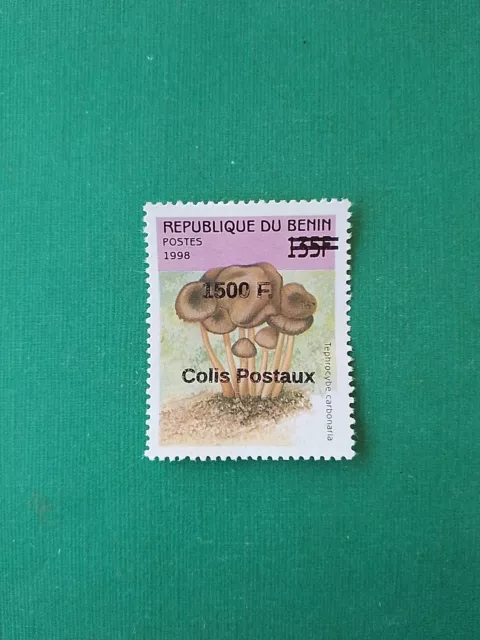 REPUBLIQUE DU BENIN
POSTES
135F
1998
1500 F.
Colis Postaux
Tephrocybe carbonaria